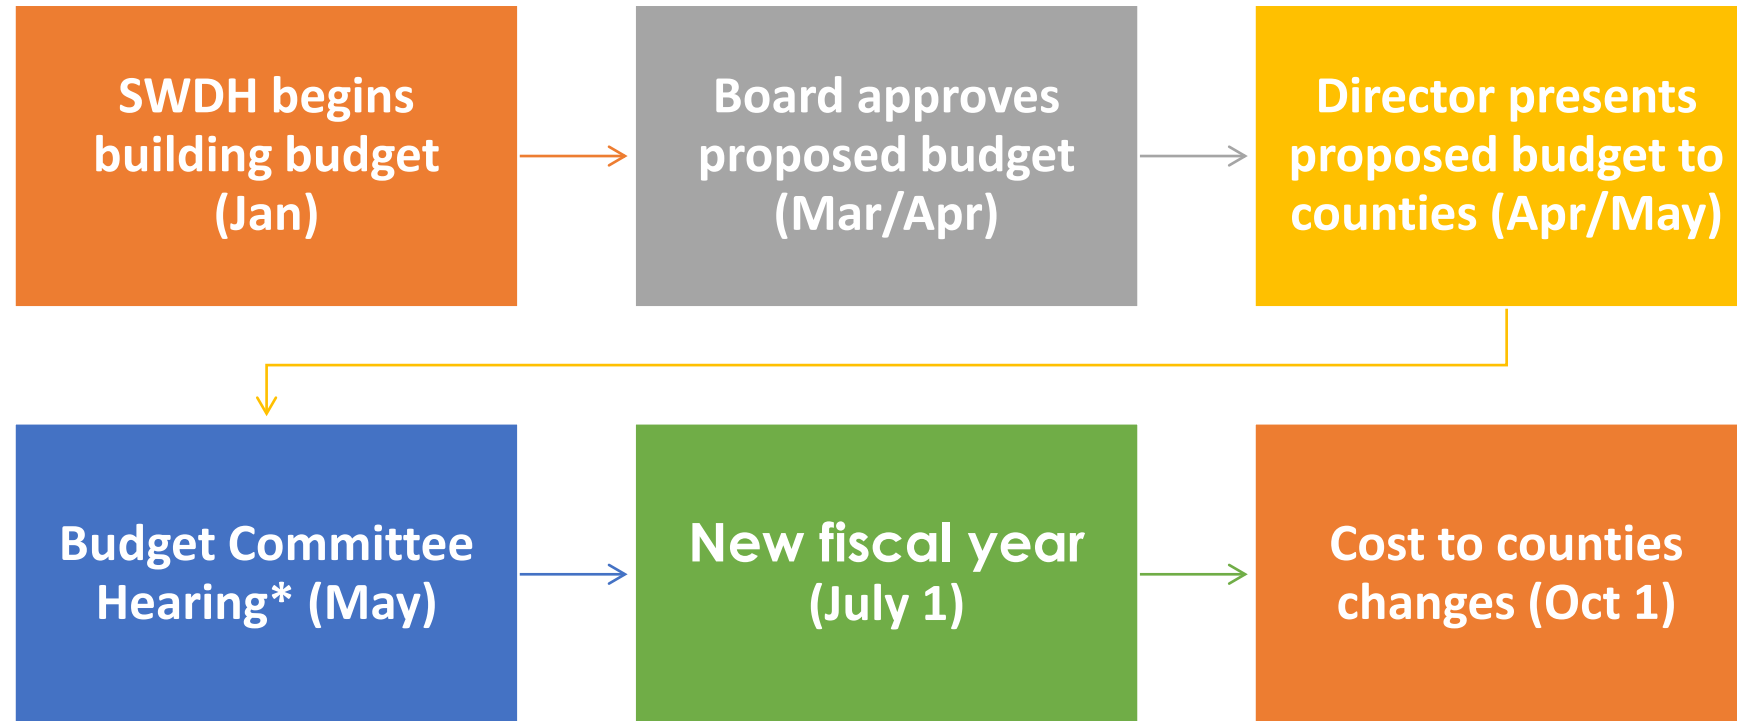 SWDH begins
building budget
(Jan)
Board approves
proposed budget
(Mar/Apr)
Director presents
proposed budget to
counties (Apr/May)
Budget Committee
Hearing* (May)
New fiscal year
(July 1)
Cost to counties
changes (Oct 1)